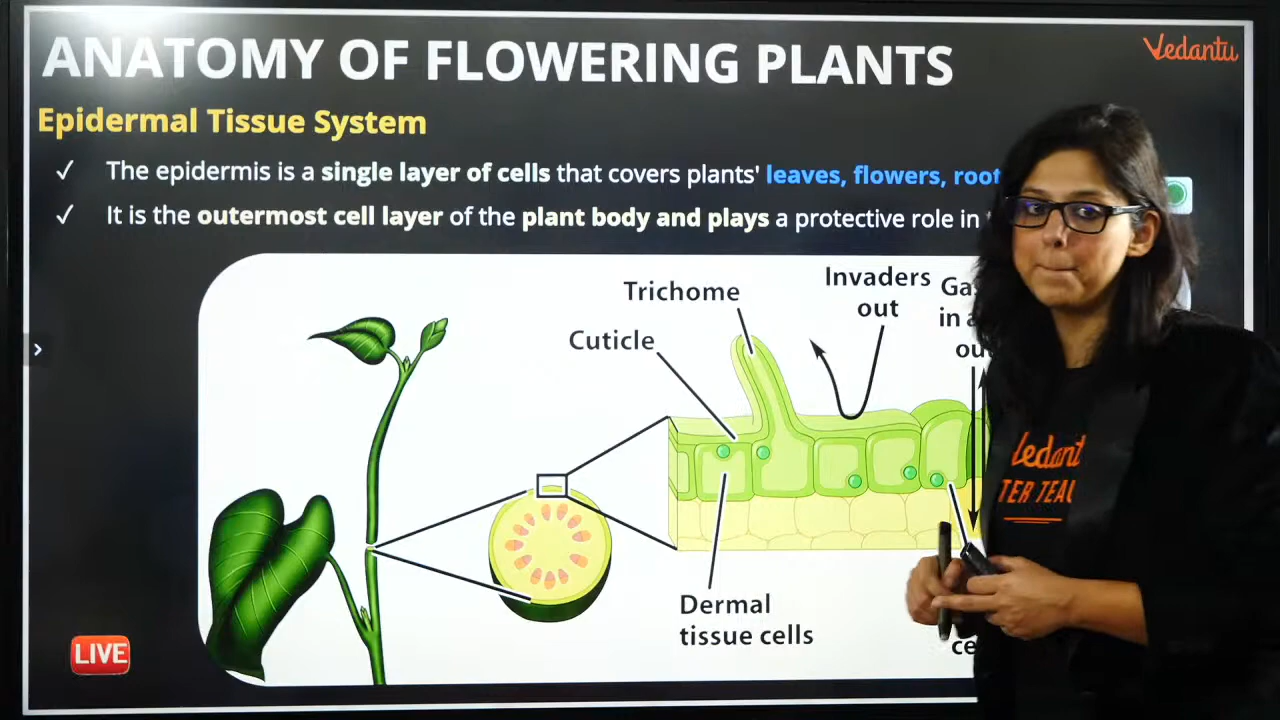 ANATOMY OF FLOWERING PLANTS
Vedantu
Epidermal Tissue System
✓ The epidermis is a single layer of cells that covers plants' leaves, flowers,
✓ It is the outermost cell layer of the plant body and plays a protective role in
Trichome
Invaders
out
Cuticle
in
Dermal
tissue cells
LIVE